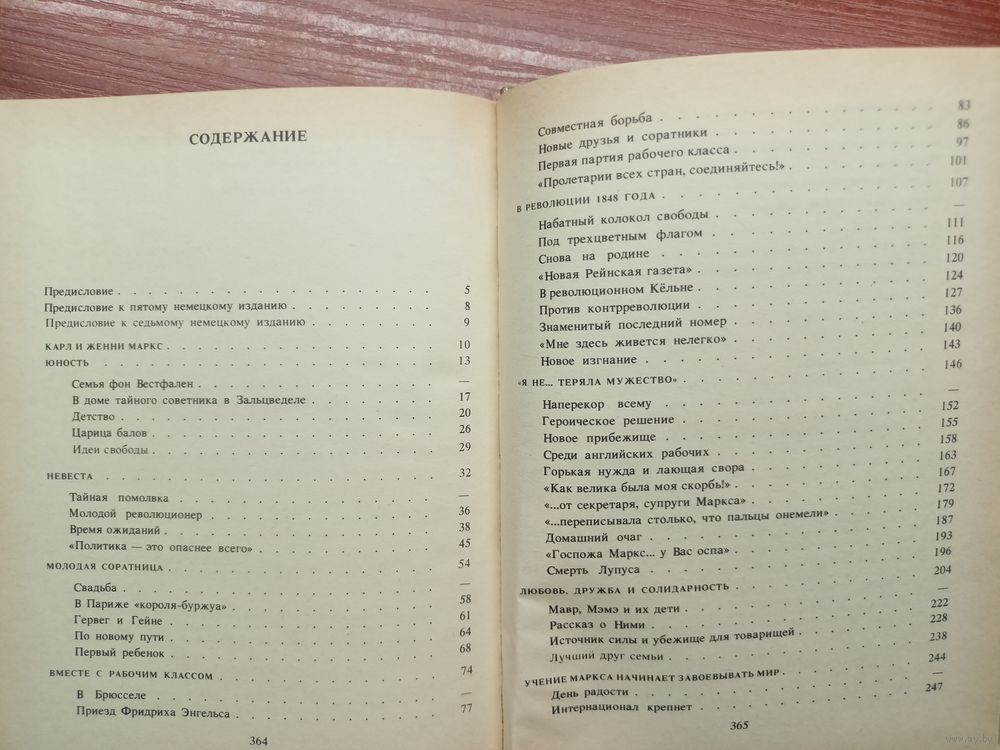 СОДЕРЖАНИЕ
Предисловие . . . . . . . . . . 5
Предисловие к пятому немецкому изданию . . . . . 8
Предисловие к седьмому немецкому изданию . . . . . 9
КАРЛ И ЖЕННИ МАРКС . . . . . . . . . . 10
ЮНОСТЬ . . . . . . . . . . 13
Семья фон Вестфален . . . . . . . . . . —
В доме тайного советника в Зальцведеле . . . . . 17
Детство . . . . . . . . . . 20
Царица балов . . . . . . . . . . 26
Идеи свободы . . . . . . . . . . 29
НЕВЕСТА . . . . . . . . . . 32
Тайная помолвка . . . . . . . . . . —
Молодой революционер . . . . . . . . . . 36
Время ожиданий . . . . . . . . . . 38
«Политика — это опаснее всего» . . . . . . . 45
МОЛОДАЯ СОРАТНИЦА . . . . . . . . . . 54
Свадьба . . . . . . . . . . —
В Париже «короля-буржуа» . . . . . . . . 58
Гервег и Гейне . . . . . . . . . . 61
По новому пути . . . . . . . . . . 64
Первый ребенок . . . . . . . . . . 68
ВМЕСТЕ С РАБОЧИМ КЛАССОМ . . . . . . . . 74
В Брюсселе . . . . . . . . . . —
Приезд Фридриха Энгельса . . . . . . . . 77
364
Совместная борьба . . . . . . . . . . 83
Новые друзья и соратники . . . . . . . . 86
Первая партия рабочего класса . . . . . . . 97
«Пролетарии всех стран, соединяйтесь!» . . . . . 101
В РЕВОЛЮЦИИ 1848 ГОДА . . . . . . . . . . 107
Набатный колокол свободы . . . . . . . . —
Под трехцветным флагом . . . . . . . . 111
Снова на родине . . . . . . . . . . 116
«Новая Рейнская газета» . . . . . . . . 120
В революционном Кёльне . . . . . . . . 124
Против контрреволюции . . . . . . . . 127
Знаменитый последний номер . . . . . . . 136
«Мне здесь живется нелегко» . . . . . . . 140
Новое изгнание . . . . . . . . . . 143
«Я НЕ... ТЕРЯЛА МУЖЕСТВО» . . . . . . . . 146
Наперекор всему . . . . . . . . . . —
Героическое решение . . . . . . . . 152
Новое прибежище . . . . . . . . . . 155
Среди английских рабочих . . . . . . . . 158
Горькая нужда и лающая свора . . . . . . 163
«Как велика была моя скорбь!» . . . . . . 167
«...от секретаря, супруги Маркса» . . . . . 172
«...переписывала столько, что пальцы онемели» . . . 179
Домашний очаг . . . . . . . . . . 187
«Госпожа Маркс... у Вас оспа» . . . . . . 193
Смерть Лупуса . . . . . . . . . . 196
ЛЮБОВЬ, ДРУЖБА И СОЛИДАРНОСТЬ . . . . . . 204
Мавр, Мэмэ и их дети . . . . . . . . —
Рассказ о Ними . . . . . . . . . . 222
Источник силы и убежище для товарищей . . . . 228
Лучший друг семьи . . . . . . . . . . 238
УЧЕНИЕ МАРКСА НАЧИНАЕТ ЗАВОЕВЫВАТЬ МИР . . . . 244
День радости . . . . . . . . . . —
Интернационал крепнет . . . . . . . . 247
365
www.ay.by